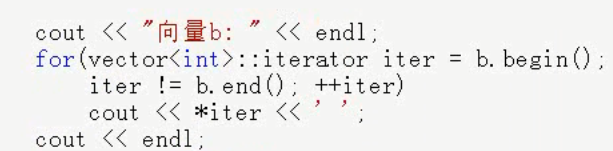 cout << "向量b: " << endl;
for(vector<int>::iterator iter = b.begin();
iter != b.end(); ++iter)
cout << *iter << ' ';
cout << endl;